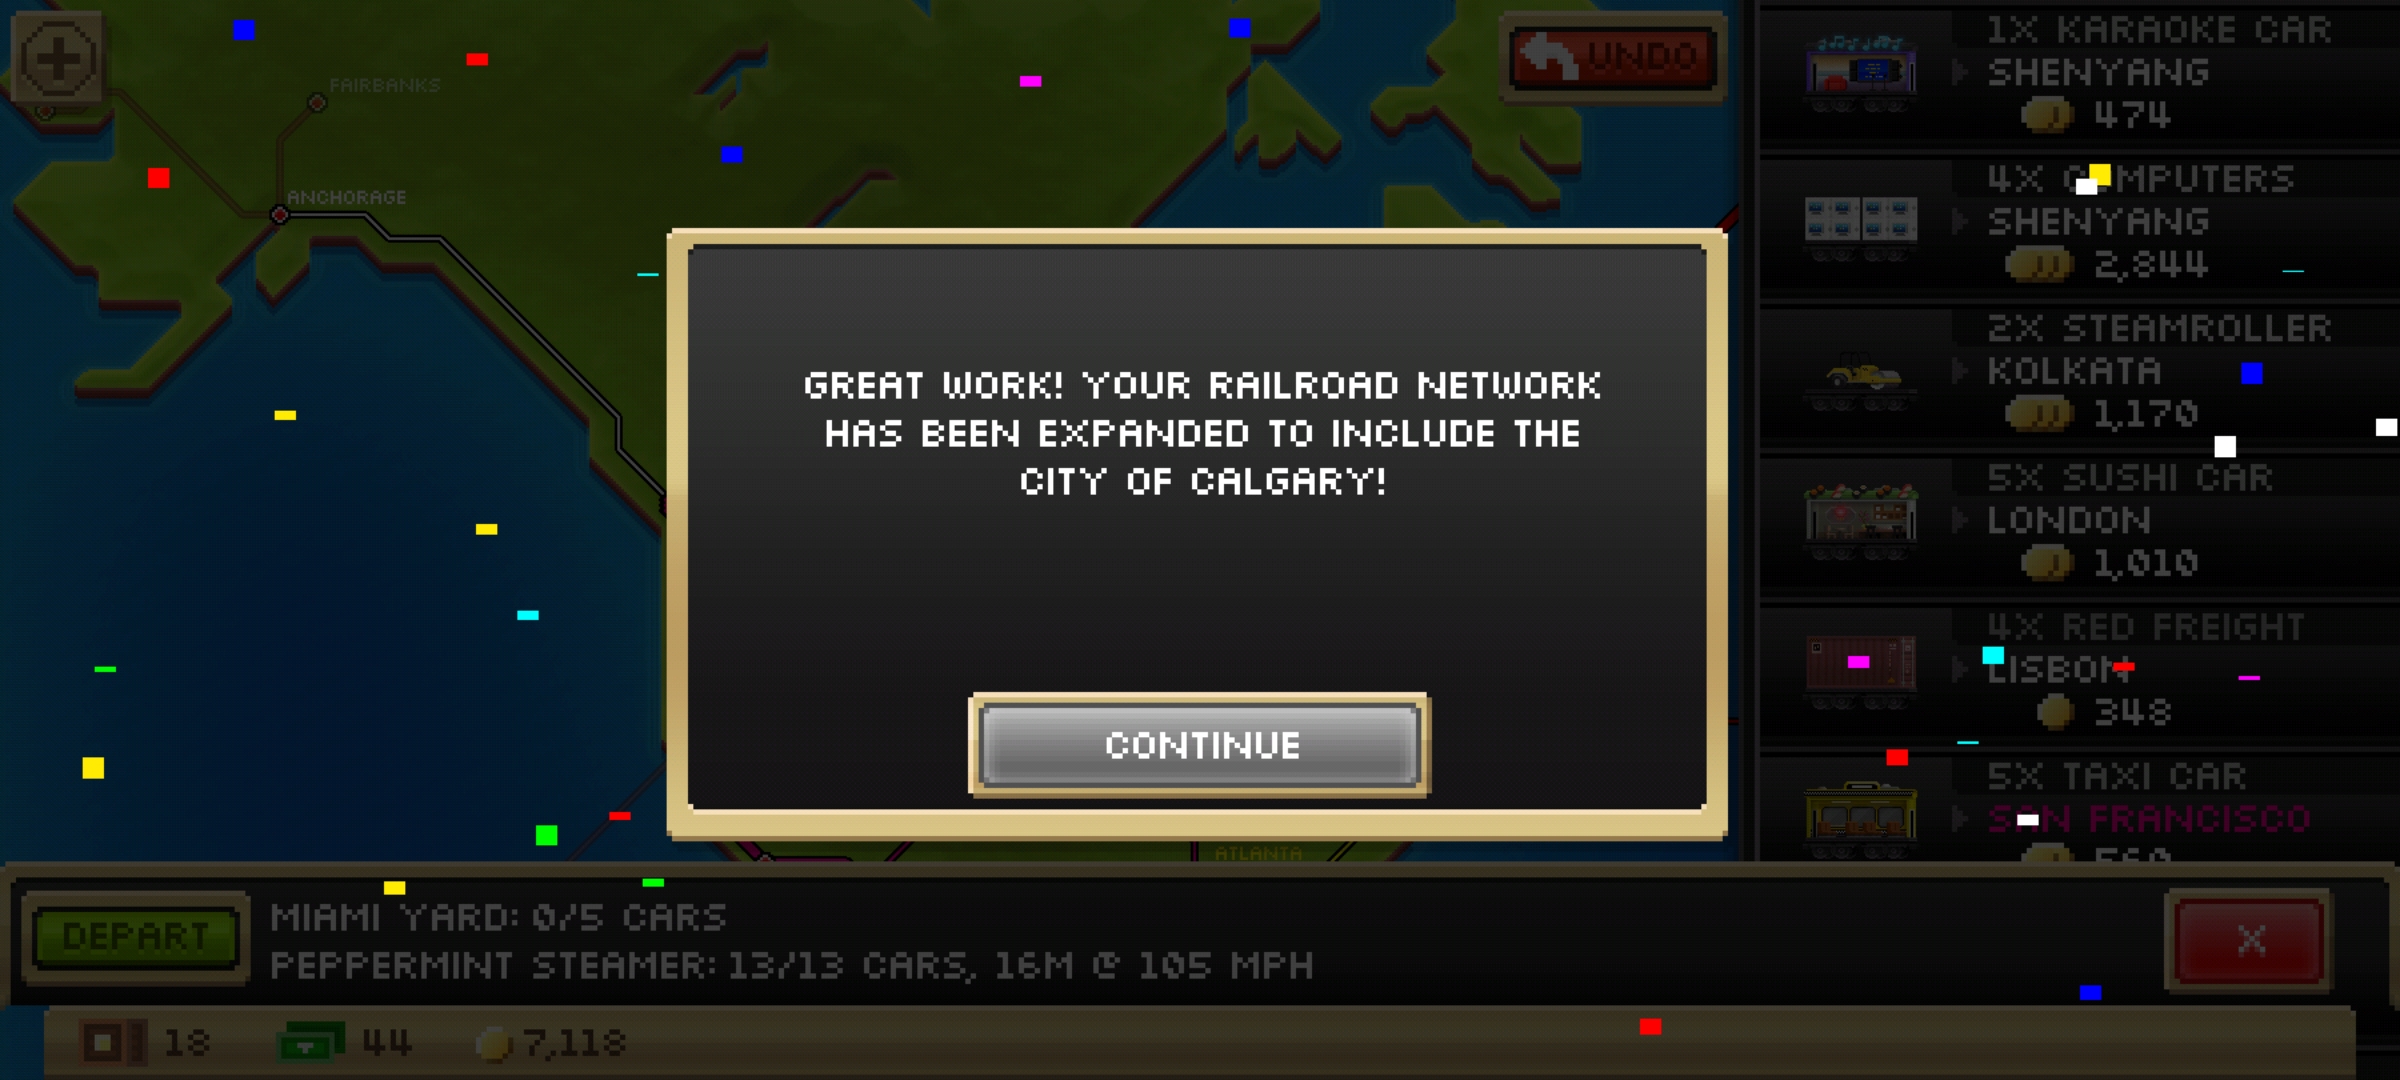 FAIRBANKS
ANCHORAGE
UNDO
GREAT WORK! YOUR RAILROAD NETWORK
HAS BEEN EXPANDED TO INCLUDE THE
CITY OF CALGARY!
CONTINUE
ATLANTA
1X KARAOKE CAR
SHENYANG
474
4X COMPUTERS
SHENYANG
2,844
2X STEAMROLLER
KOLKATA
1,170
5X SUSHI CAR
LONDON
1,010
4X RED FREIGHT
LISBON
348
5X TAXI CAR
SAN FRANCISCO
560
DEPART
MIAMI YARD: 0/5 CARS
PEPPERMINT STEAMER: 13/13 CARS, 16M @ 105 MPH
X
18
44
7,118